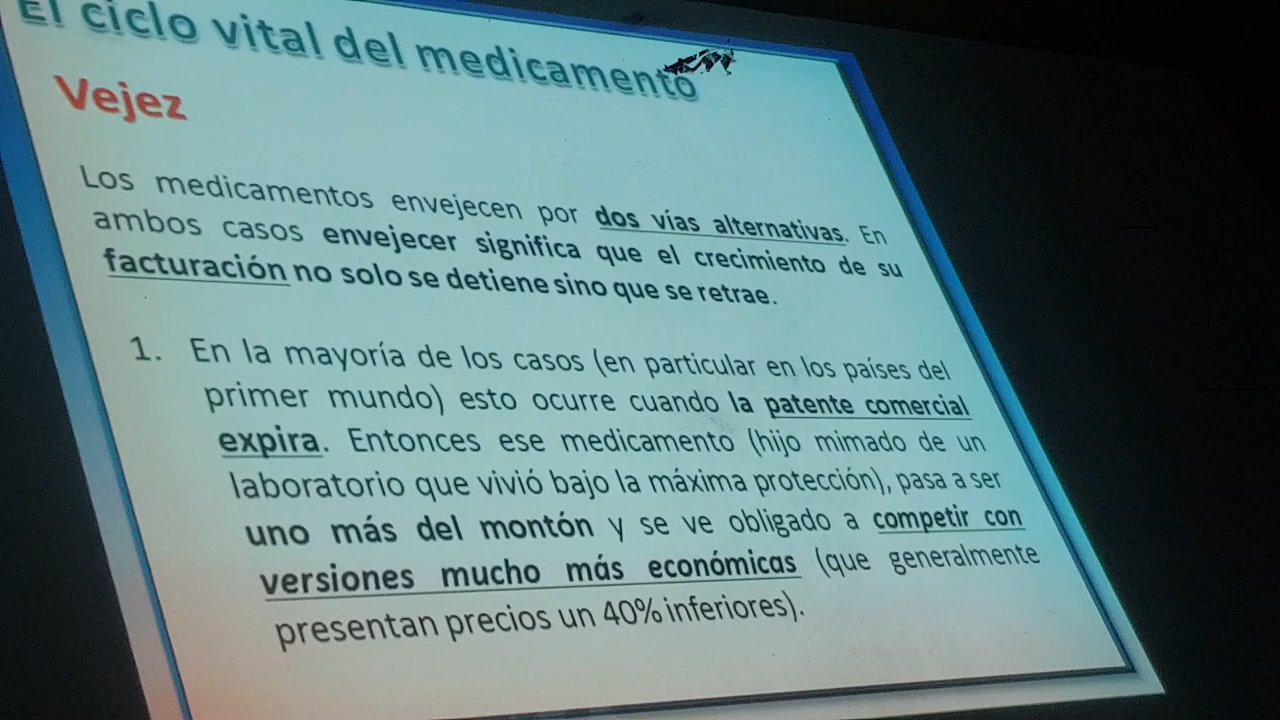 El ciclo vital del medicamento
Vejez
Los medicamentos envejecen por dos vías alternativas. En
ambos casos envejecer significa que el crecimiento de su
facturación no solo se detiene sino que se retrae.
1. En la mayoría de los casos (en particular en los países del
primer mundo) esto ocurre cuando la patente comercial
expira. Entonces ese medicamento (hijo mimado de un
laboratorio que vivió bajo la máxima protección), pasa a ser
uno más del montón y se ve obligado a competir con
versiones mucho más económicas (que generalmente
presentan precios un 40% inferiores).